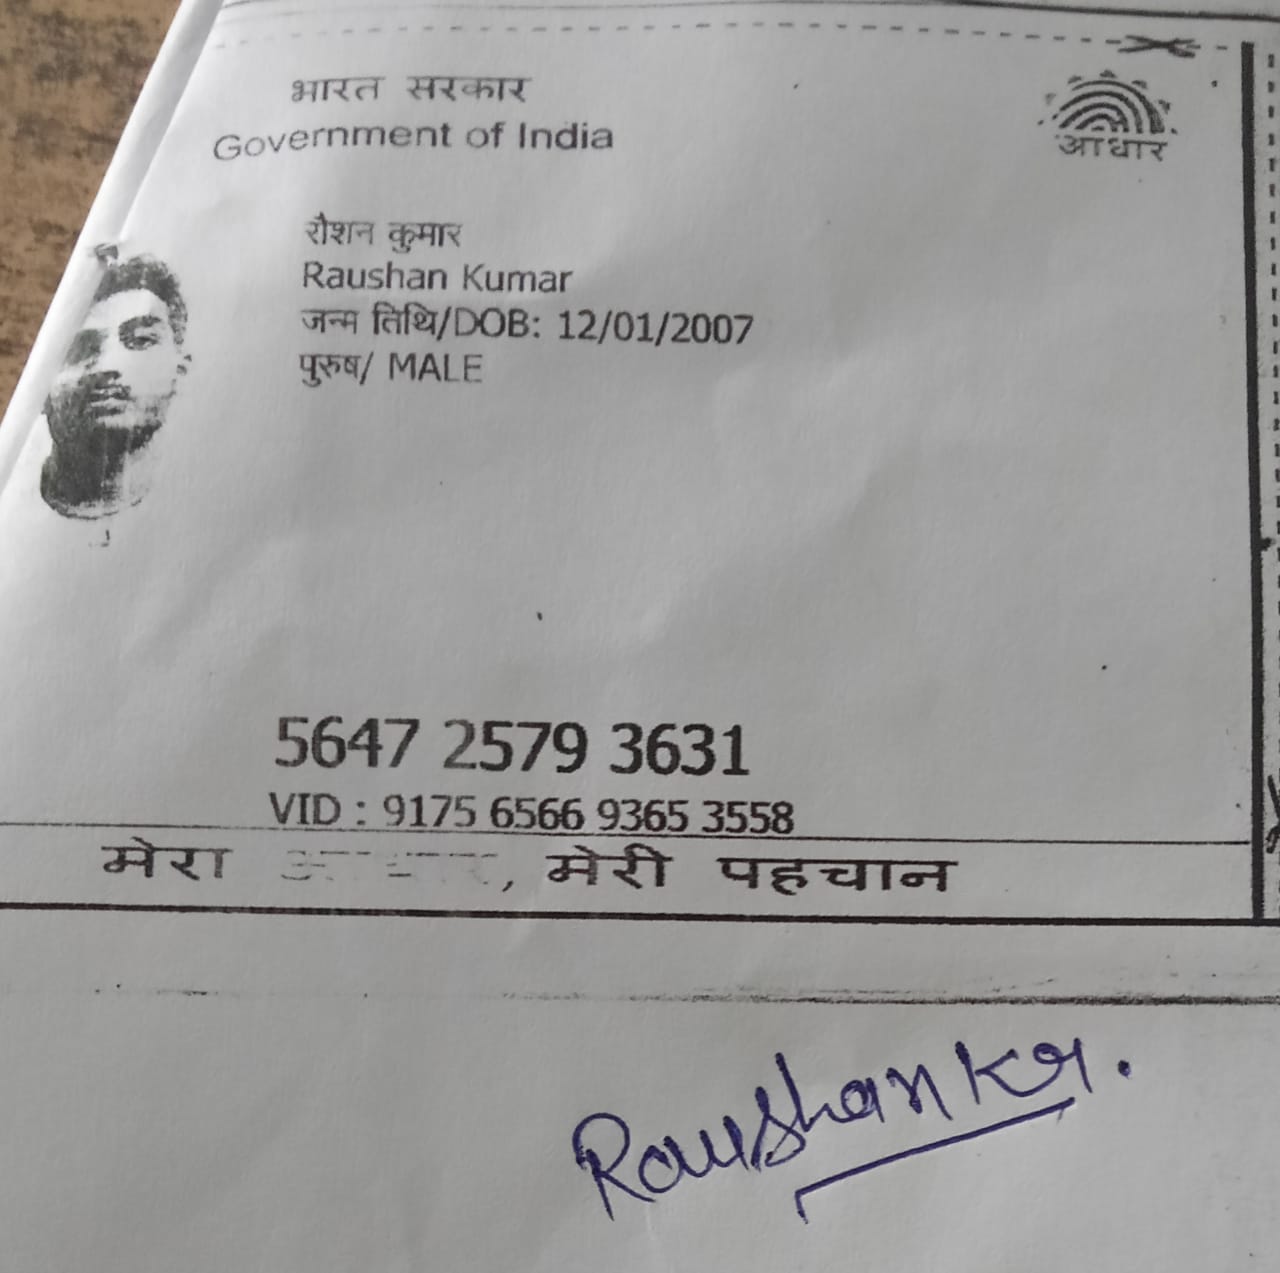 भारत सरकार
Government of India
आधार
रौशन कुमार
Raushan Kumar
जन्म तिथि/DOB: 12/01/2007
पुरुष/ MALE
5647 2579 3631
VID : 9175 6566 9365 3558
मेरा , मेरी पहचान
Raushan Kr.